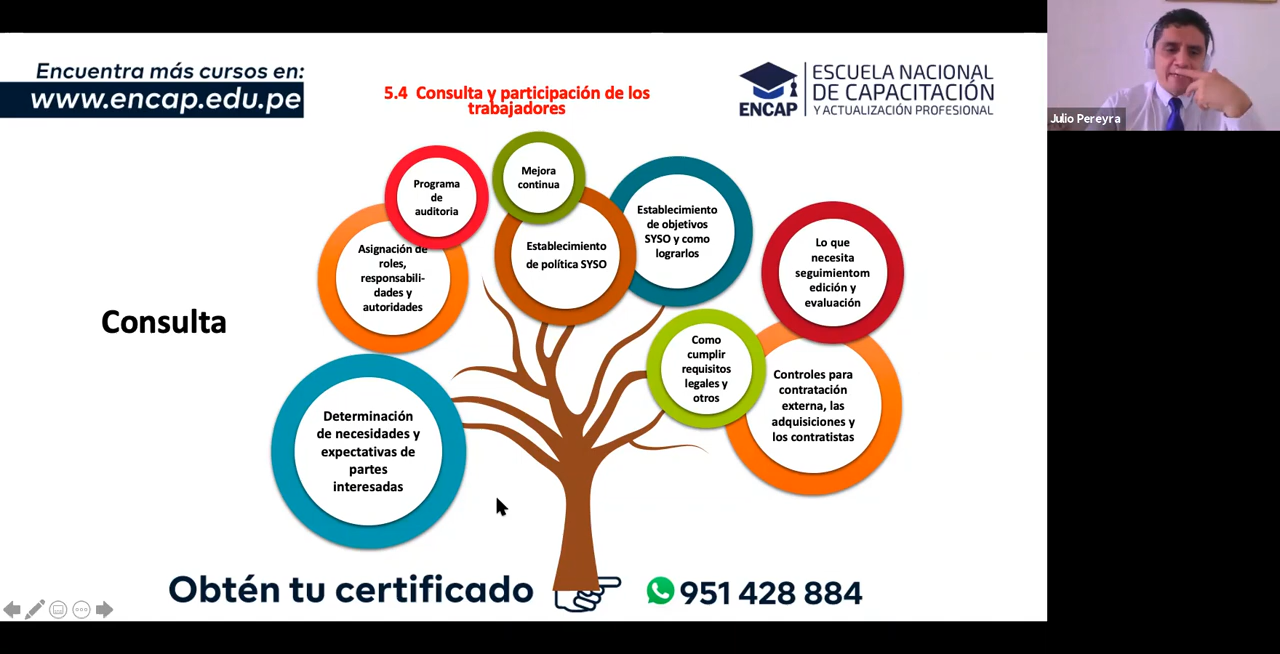 Encuentra más cursos en:
www.encap.edu.pe
5.4 Consulta y participación de los
trabajadores
ENCAP
ESCUELA NACIONAL
DE CAPACITACIÓN
Y ACTUALIZACIÓN PROFESIONAL
Julio Pereyra
Programa
de
auditoria
Mejora
continua
Asignación de
roles,
responsabili-
dades y
autoridades
Establecimiento
de política SYSO
Establecimiento
de objetivos
SYSO y como
lograrlos
Lo que
necesita
seguimientom
edición y
evaluación
Consulta
Como
cumplir
requisitos
legales y
otros
Controles para
contratación
externa, las
adquisiciones y
los contratistas
Determinación
de necesidades y
expectativas de
partes
interesadas
Obtén tu certificado
951 428 884